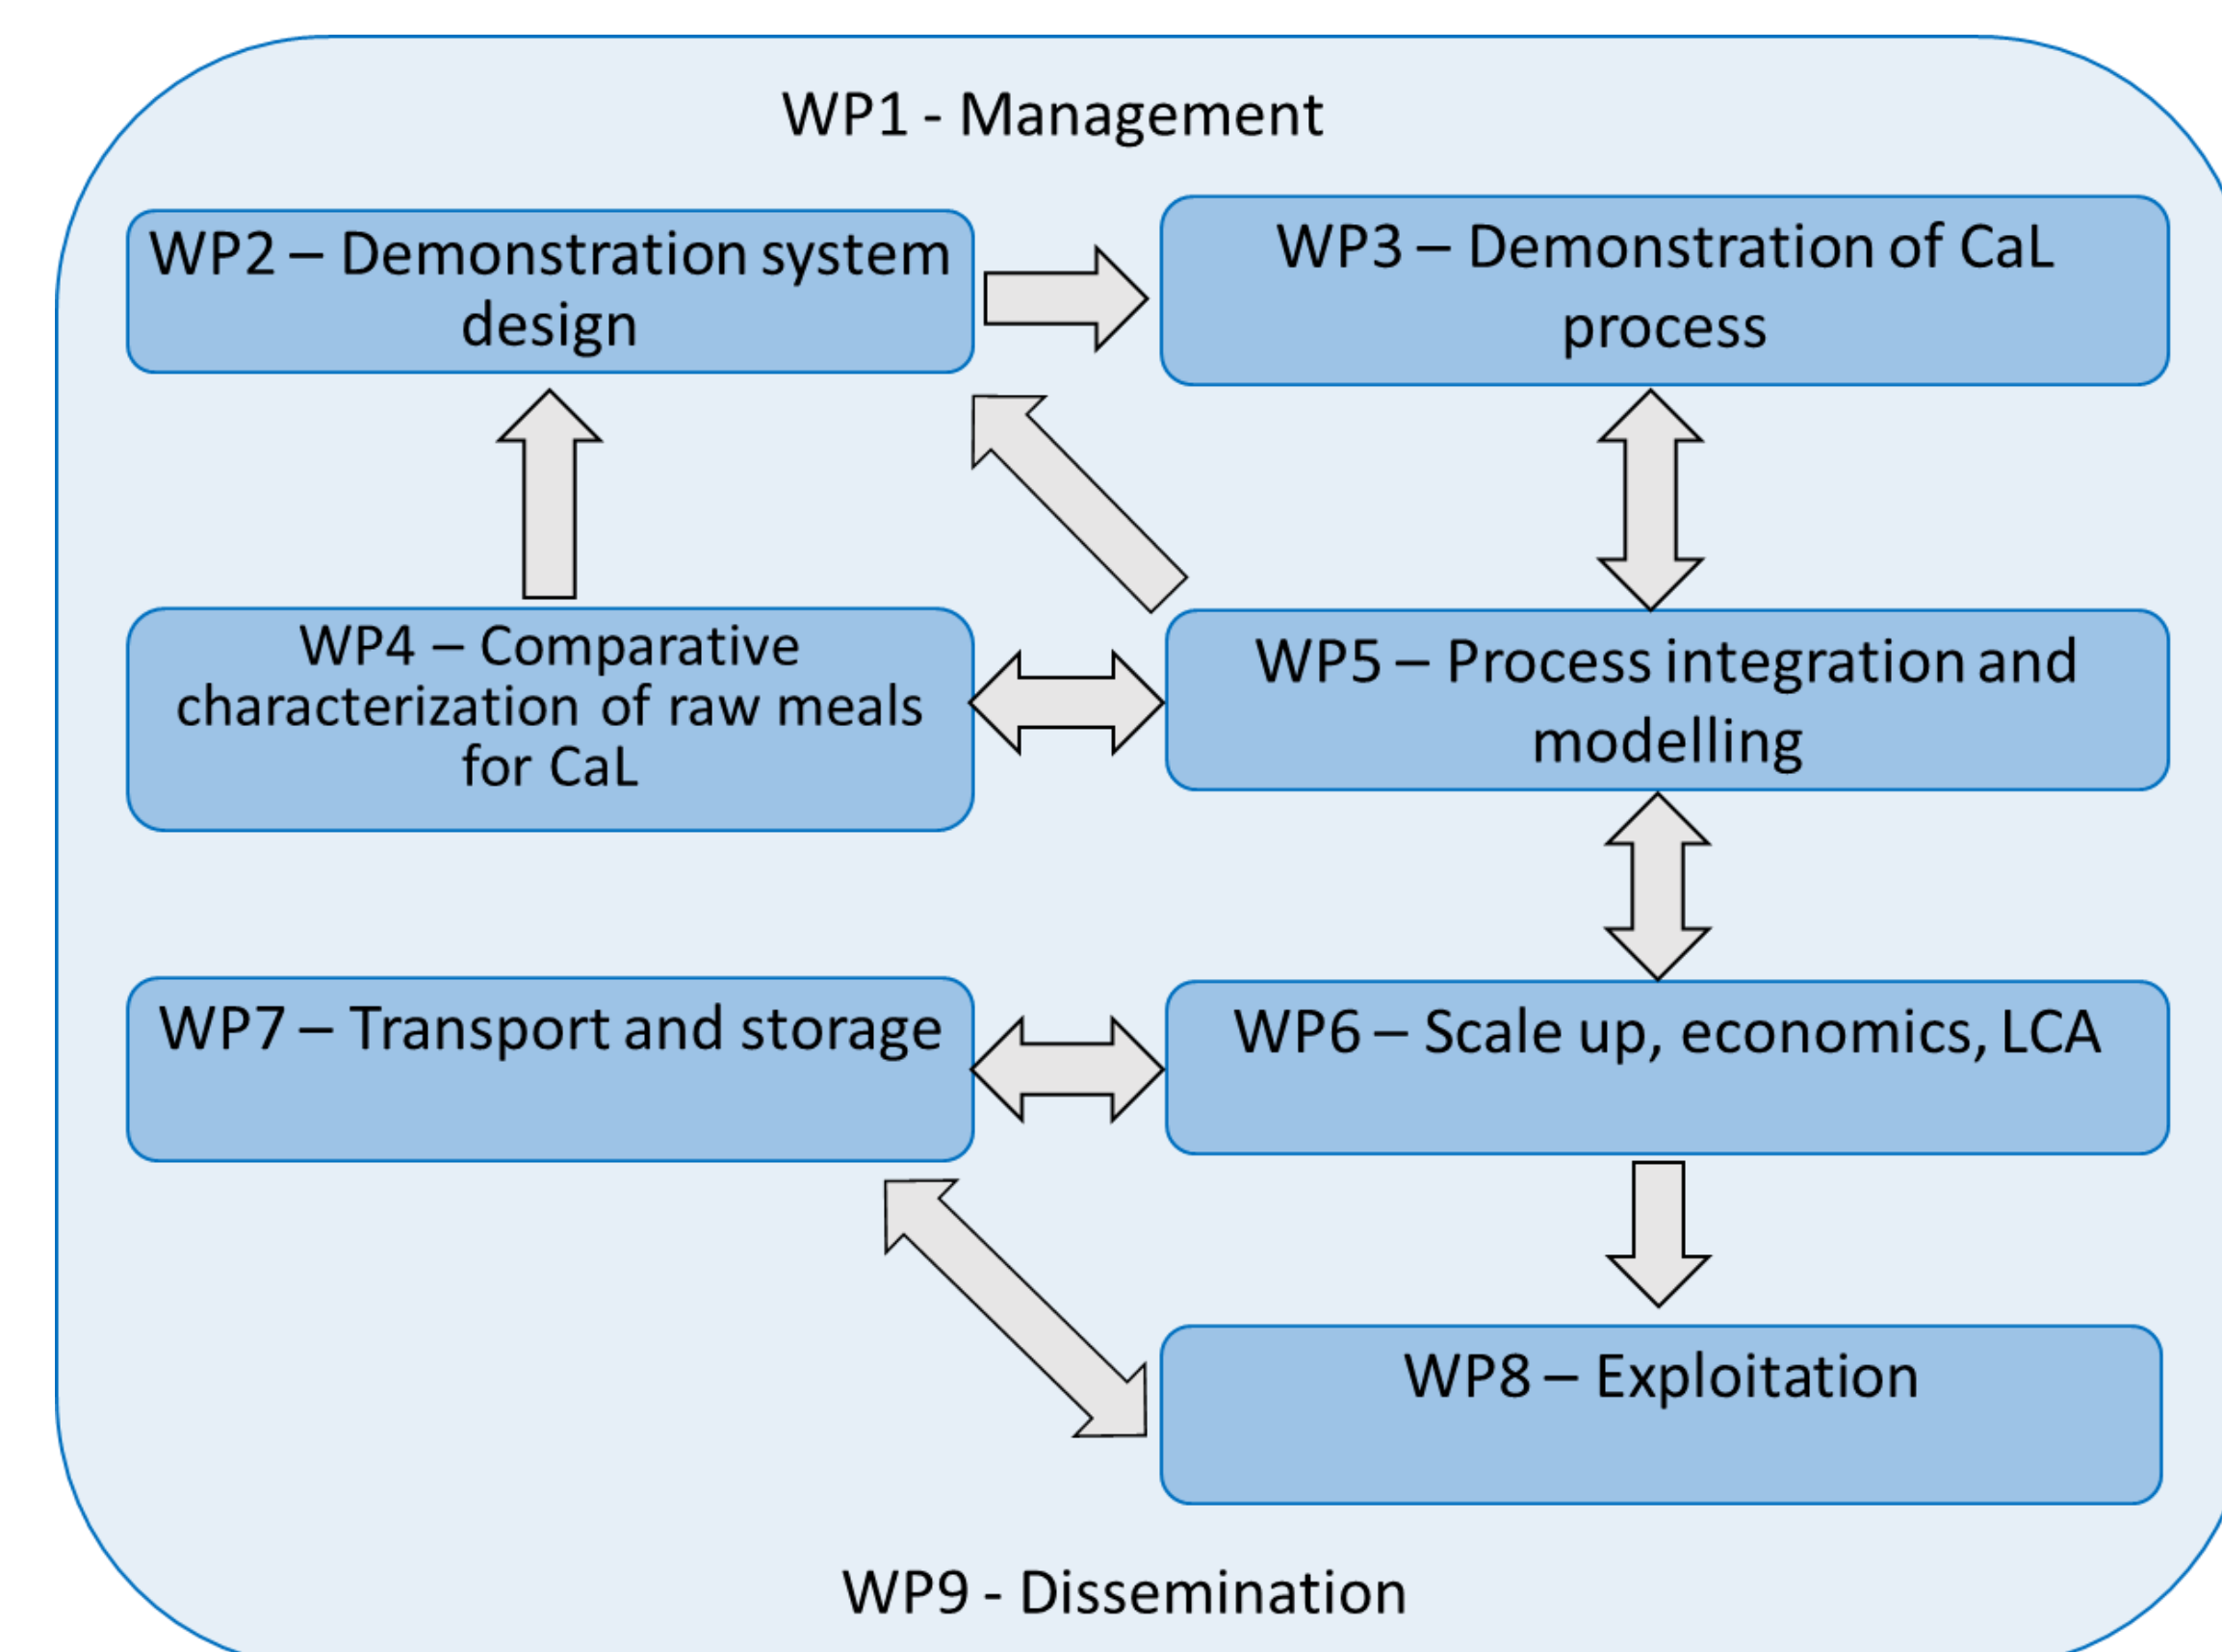 WP1 - Management
WP2 – Demonstration system
design
WP3 – Demonstration of CaL
process
WP4 – Comparative
characterization of raw meals
for CaL
WP5 – Process integration and
modelling
WP7 – Transport and storage
WP6 – Scale up, economics, LCA
WP8 – Exploitation
WP9 - Dissemination